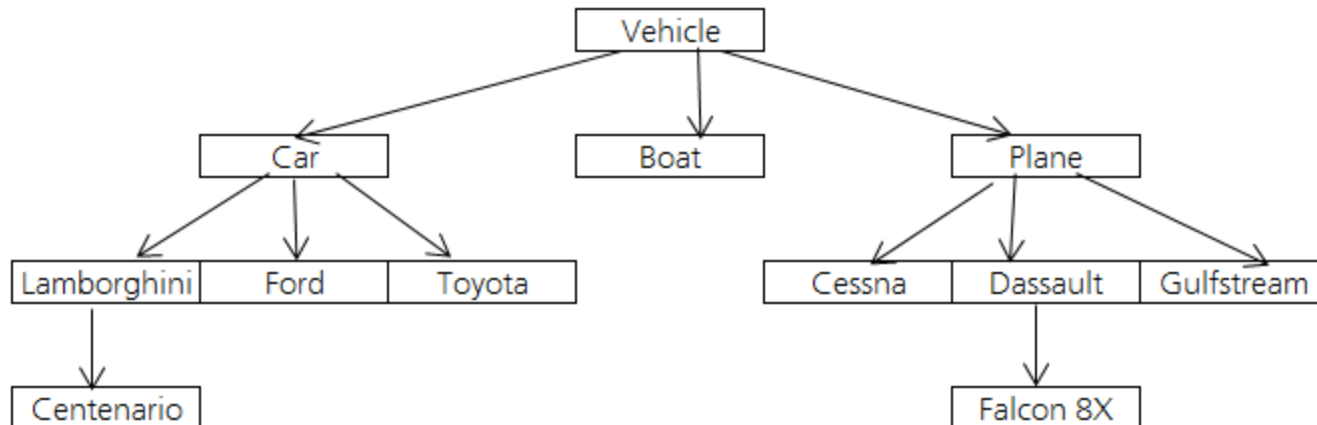 Vehicle
Car
Boat
Plane
Lamborghini
Ford
Toyota
Cessna
Dassault
Gulfstream
Centenario
Falcon 8X